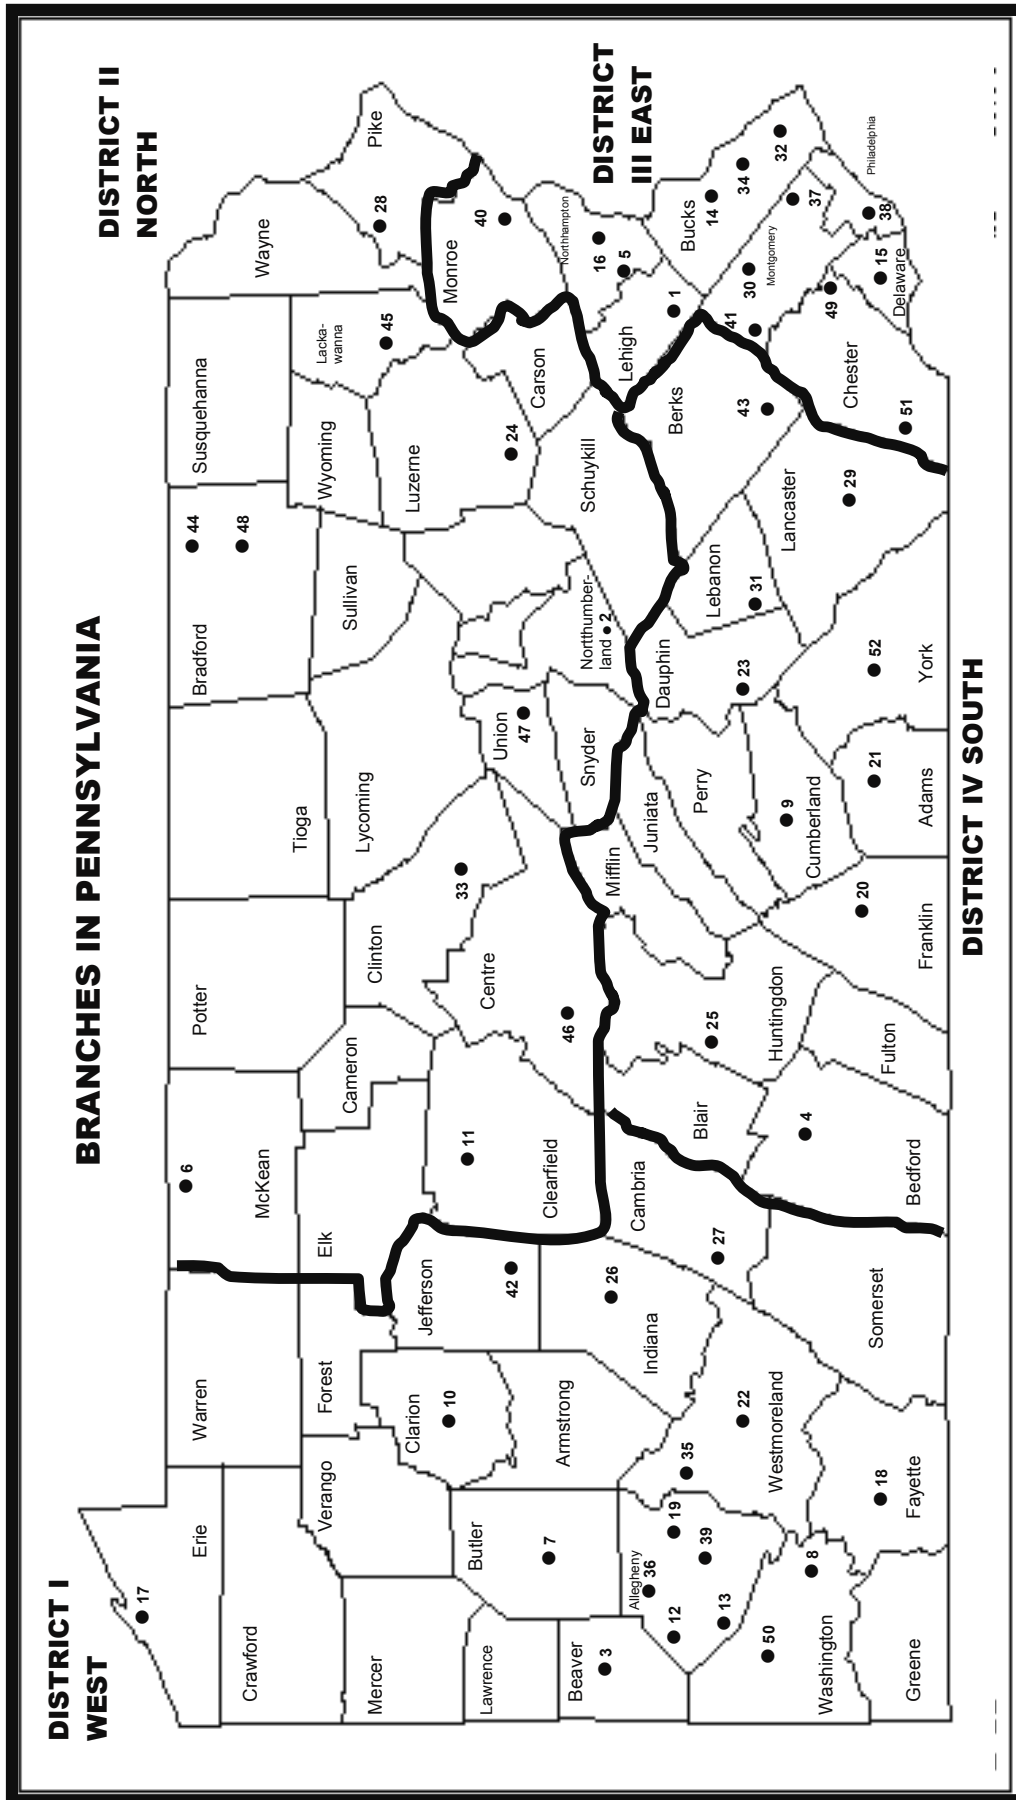 BRANCHES IN PENNSYLVANIA
DISTRICT I
WEST
DISTRICT II
NORTH
DISTRICT
III EAST
DISTRICT IV SOUTH
17
Erie
Crawford
Warren
6
McKean
Potter
Tioga
Bradford
44
48
Susquehanna
Wayne
Pike
28
Lacka-
wanna
45
Wyoming
Sullivan
Lycoming
Clinton
Cameron
Elk
Forest
Verango
Mercer
Lawrence
Butler
7
Clarion
10
Jefferson
42
11
Clearfield
Centre
33
46
Union
47
Snyder
Nortthumber-
land
2
Luzerne
24
Carson
Monroe
40
Northhampton
16
5
Lehigh
1
Schuykill
Beaver
3
Armstrong
Indiana
26
Cambria
27
Blair
Huntingdon
25
Mifflin
Juniata
Perry
Dauphin
23
Lebanon
31
Berks
43
Bucks
14
34
32
Montgomery
30
41
37
Philadelphia
38
Delaware
15
49
Chester
51
Lancaster
29
York
52
Adams
21
Cumberland
9
Franklin
20
Fulton
Bedford
4
Somerset
Westmoreland
22
35
Allegheny
36
19
39
12
13
50
8
Washington
Greene
Fayette
18